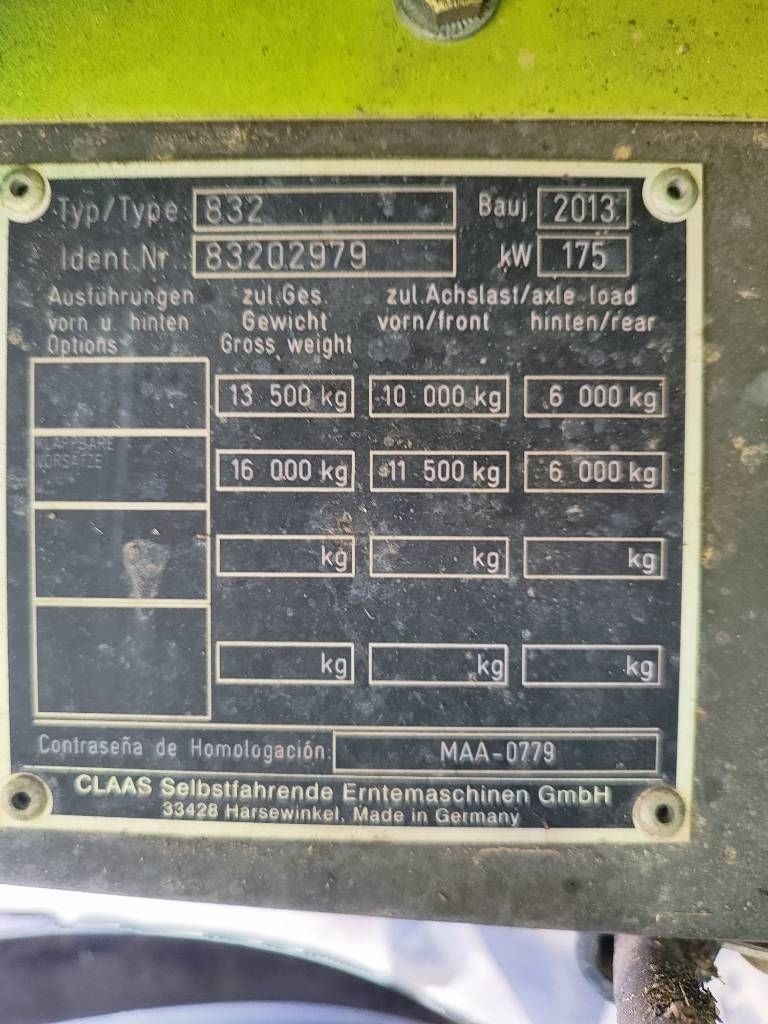 Typ/Type 832 Bauj. 2013
Ident.Nr. 83202979 kW 175
Ausführungen zul.Ges. zul.Achslast/axle load
vorn u. hinten Gewicht vorn/front hinten/rear
Options Gross weight
13 500 kg 10 000 kg 6 000 kg
KLAPPBARE
VORSÄTZE 16 000 kg 11 500 kg 6 000 kg
kg kg kg
kg kg kg
Contraseña de Homologación: MAA-0779
CLAAS Selbstfahrende Erntemaschinen GmbH
33428 Harsewinkel, Made in Germany